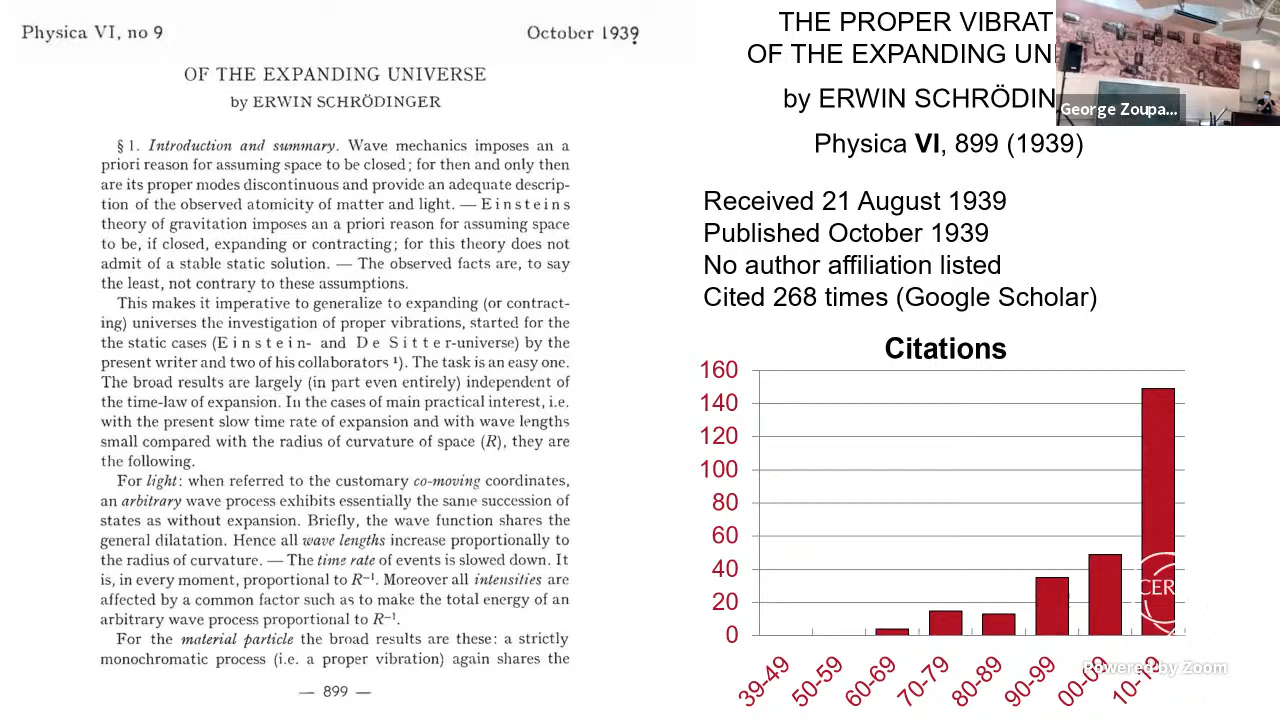 Physica VI, no 9
October 1939
OF THE EXPANDING UNIVERSE
by ERWIN SCHRÖDINGER
§ 1. Introduction and summary. Wave mechanics imposes an a
priori reason for assuming space to be closed; for then and only then
are its proper modes discontinuous and provide an adequate descrip-
tion of the observed atomicity of matter and light. — Einsteins
theory of gravitation imposes an a priori reason for assuming space
to be, if closed, expanding or contracting; for this theory does not
admit of a stable static solution. — The observed facts are, to say
the least, not contrary to these assumptions.
This makes it imperative to generalize to expanding (or contract-
ing) universes the investigation of proper vibrations, started for the
the static cases (Einstein- and De Sitter-universe) by the
present writer and two of his collaborators ¹). The task is an easy one.
The broad results are largely (in part even entirely) independent of
the time-law of expansion. In the cases of main practical interest, i.e.
with the present slow time rate of expansion and with wave lengths
small compared with the radius of curvature of space (R), they are
the following.
For light: when referred to the customary co-moving coordinates,
an arbitrary wave process exhibits essentially the same succession of
states as without expansion. Briefly, the wave function shares the
general dilatation. Hence all wave lengths increase proportionally to
the radius of curvature. — The time rate of events is slowed down. It
is, in every moment, proportional to R⁻¹. Moreover all intensities are
affected by a common factor such as to make the total energy of an
arbitrary wave process proportional to R⁻¹.
For the material particle the broad results are these: a strictly
monochromatic process (i.e. a proper vibration) again shares the
— 899 —
THE PROPER VIBRAT
OF THE EXPANDING UN
by ERWIN SCHRÖDIN
Physica VI, 899 (1939)
George Zoupa...
Received 21 August 1939
Published October 1939
No author affiliation listed
Cited 268 times (Google Scholar)
Citations
160
140
120
100
80
60
40
20
0
39-49
50-59
60-69
70-79
80-89
90-99
00-09
10-19
CERN
Powered by Zoom